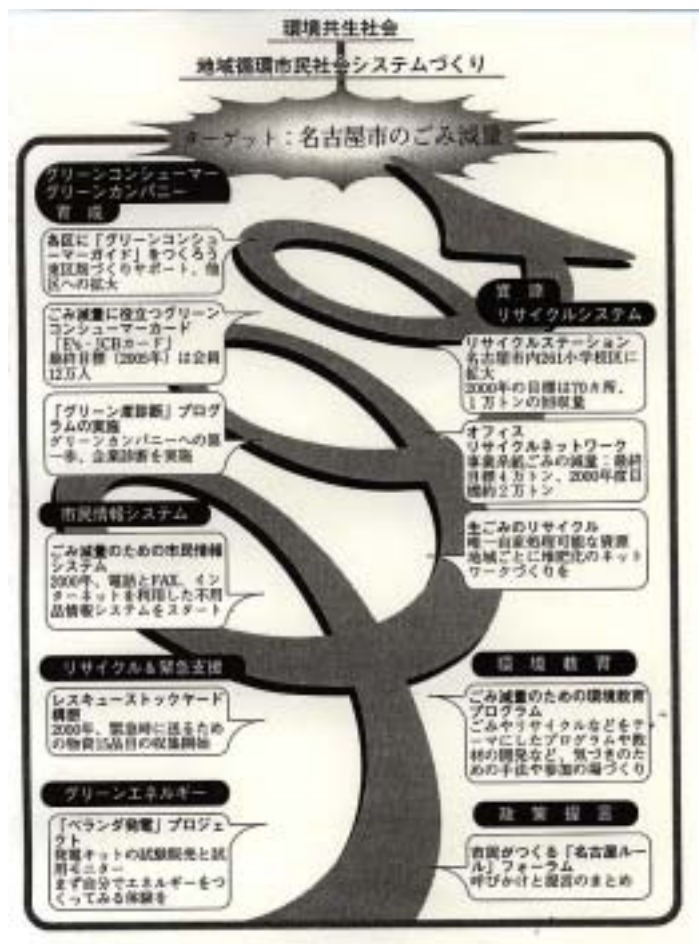 環境共生社会
地域循環市民社会システムづくり
ターゲット：名古屋市のごみ減量
グリーンコンシューマー
グリーンカンパニー
育成
各区に「グリーンコンシュ
ーマーガイド」をつくろう
東区版づくりサポート、他
区への拡大
ごみ減量に役立つグリーン
コンシューマーカード
最終目標（2005年）は会員
12万人
「グリーン度診断」プログ
ラムの実施
グリーンカンパニーへの第
一歩、企業診断を実施
市民情報システム
ごみ減量のための市民情報
システム
2000年、電話とFAX、イン
ターネットを利用した不用
品情報システムをスタート
リサイクル＆緊急支援
レスキューストックヤード
構想
2000年、緊急時に送るため
の物資15品目の収集開始
グリーンエネルギー
「ベランダ発電」プロジェ
クト
発電キットの試験販売と試
用モニター
まず自分でエネルギーをつ
くってみる体験を
リサイクルシステム
リサイクルステーション
名古屋市内261小学校区に
拡大
2000年の目標は70カ所、
1万トンの回収量
オフィス
リサイクルネットワーク
事業系紙ごみの減量：最終
目標4万トン、2000年度目
標約2万トン
生ごみのリサイクル
唯一自家処理可能な資源
地域ごとに堆肥化のネット
ワークづくりを
環境教育
ごみ減量のための環境教育
プログラム
ごみやリサイクルなどをテ
ーマにしたプログラムや教
材の開発など、気づきのた
めの手法や参加の場づくり
政策提言
市民がつくる「名古屋ルー
ル」フォーラム
呼びかけと提言のまとめ